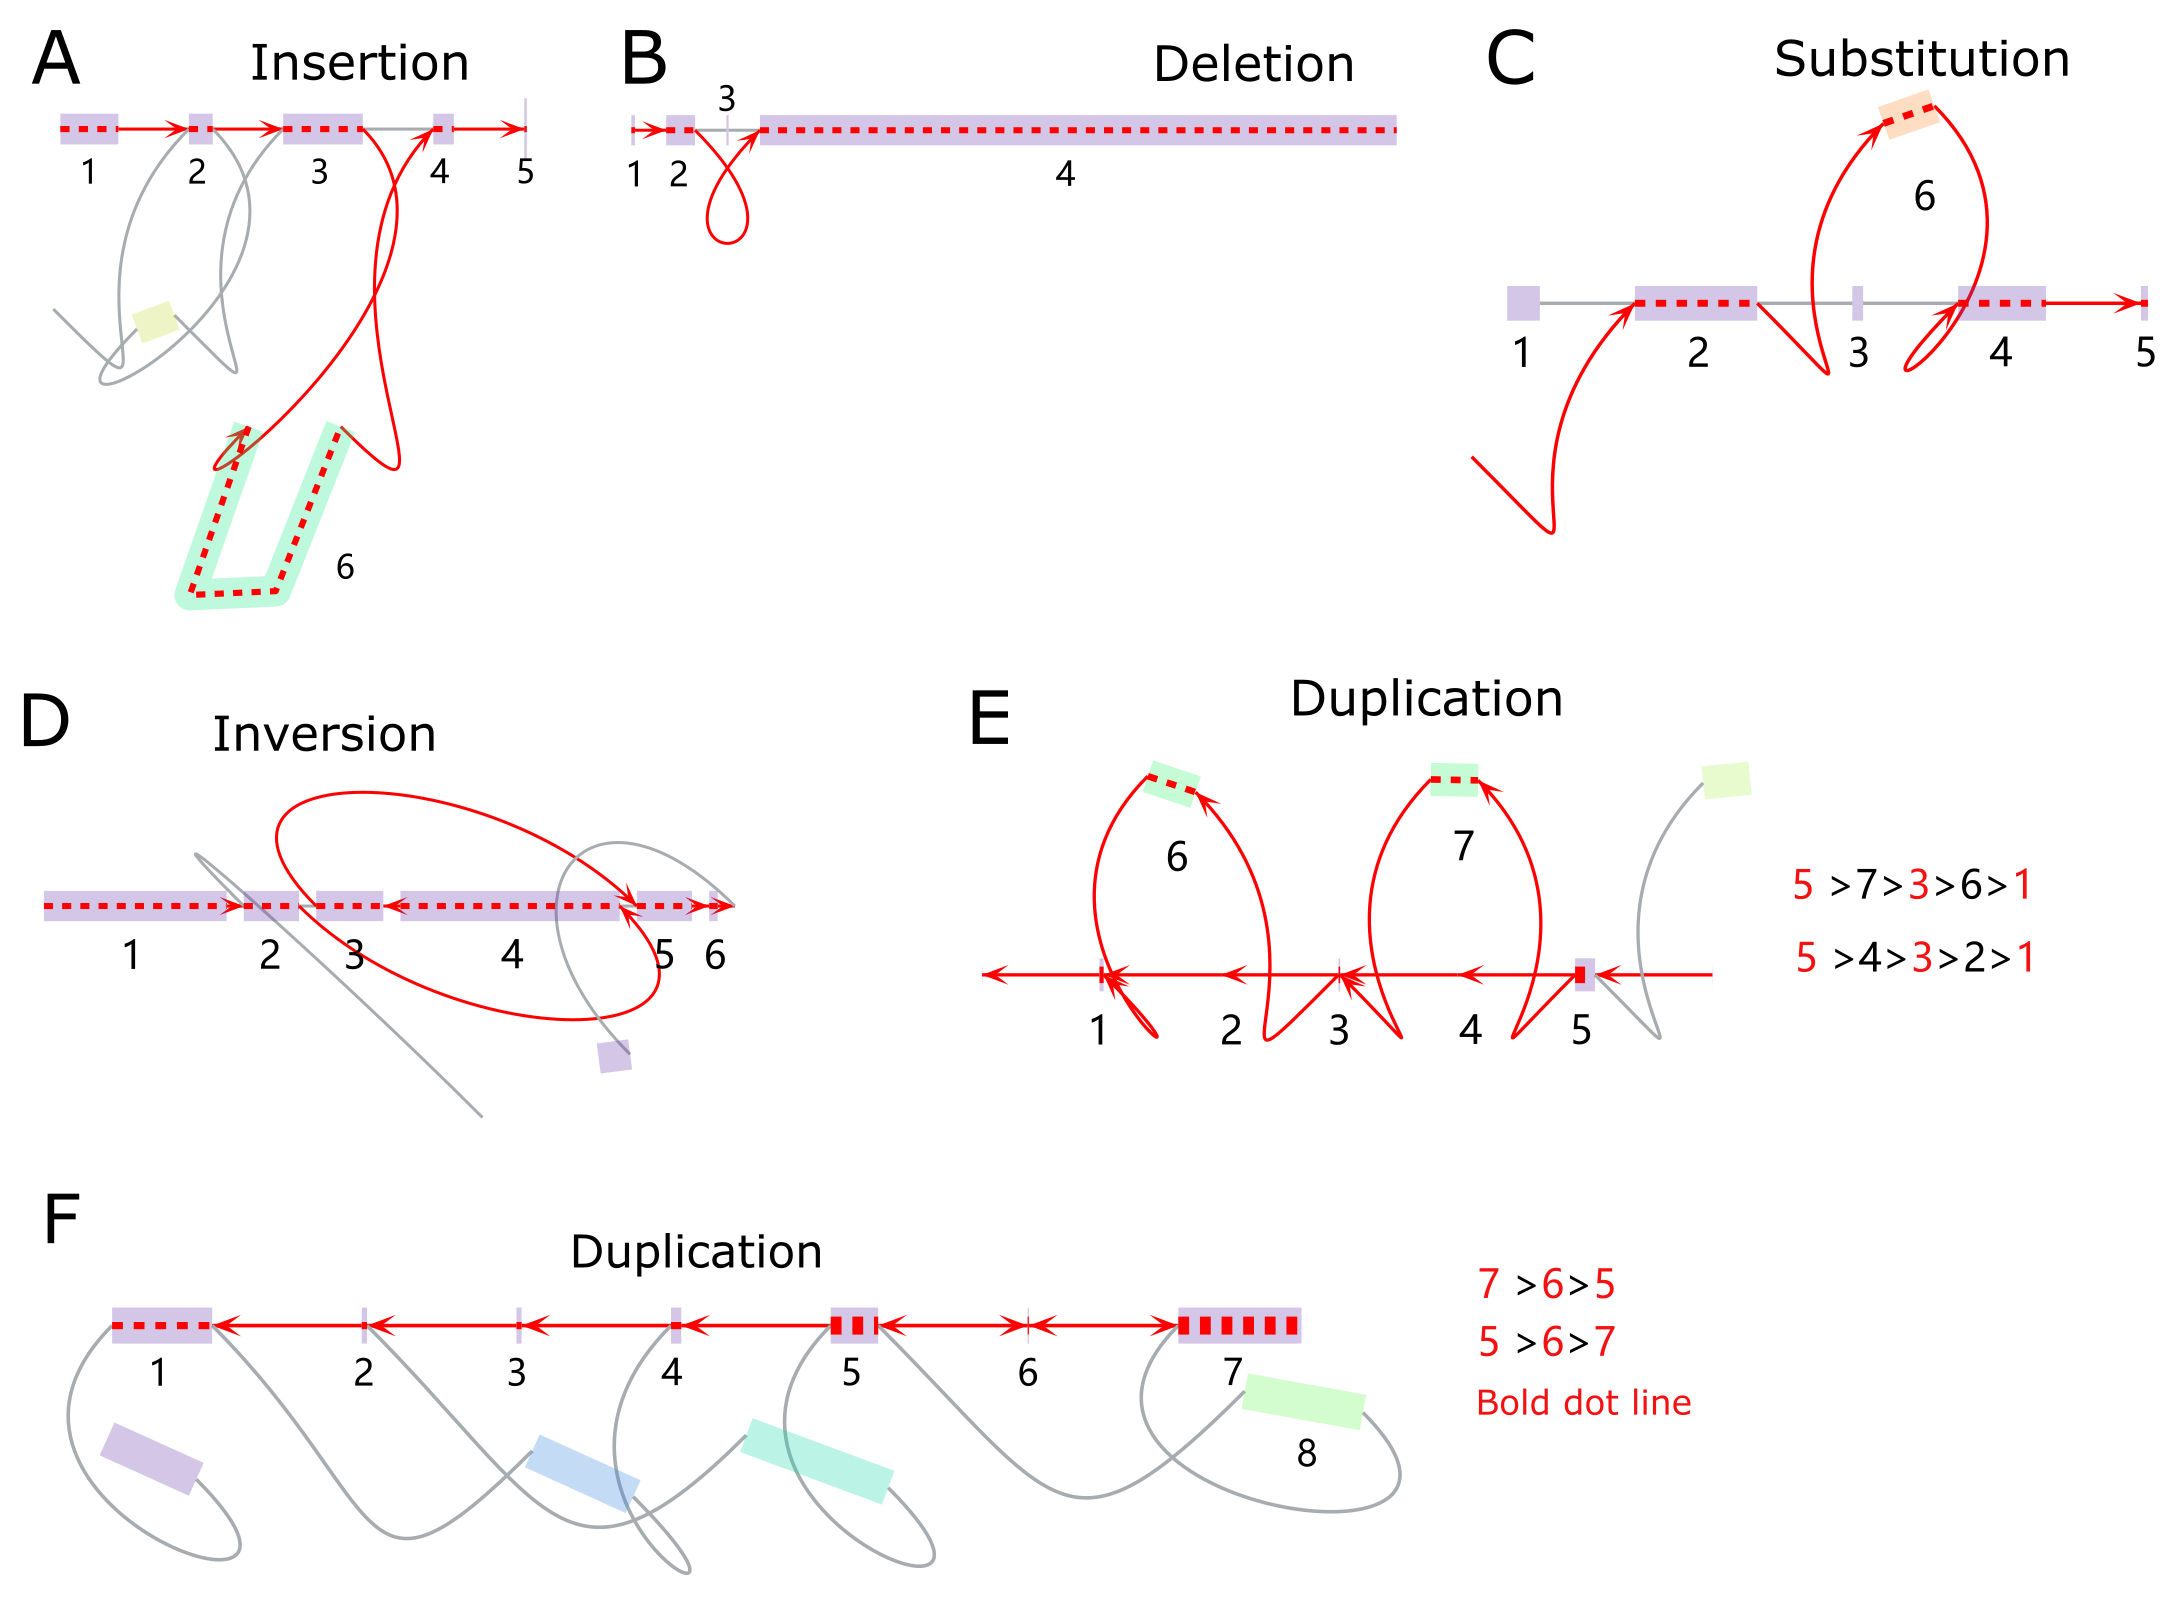 A
Insertion
1 2 3 4 5
6
B
Deletion
3
1 2 4
C
Substitution
6
1 2 3 4 5
D
Inversion
1 2 3 4 5 6
E
Duplication
6 7
1 2 3 4 5
5 >7>3>6>1
5 >4>3>2>1
F
Duplication
1 2 3 4 5 6 7
8
7 >6>5
5 >6>7
Bold dot line